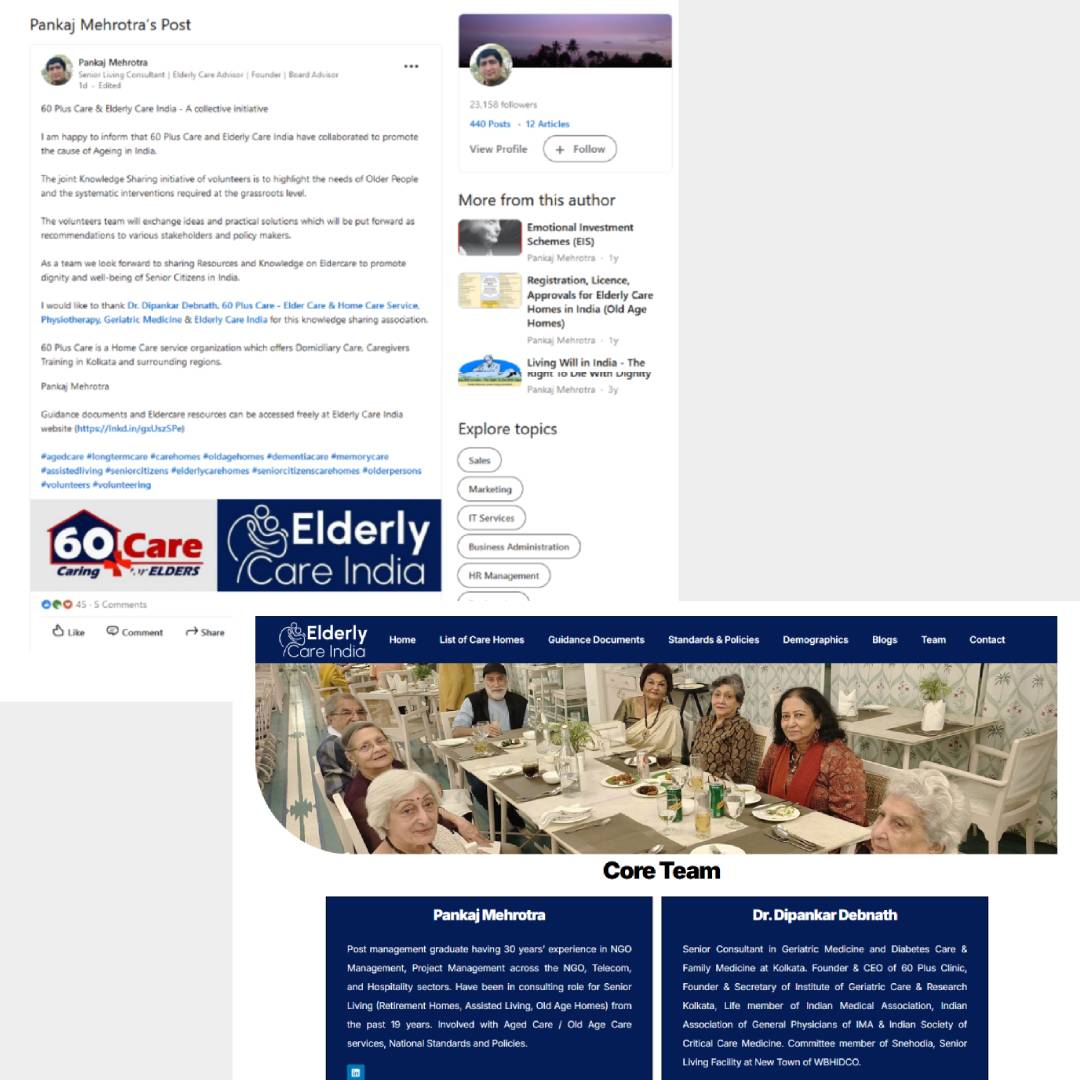 Pankaj Mehrotra's Post
Pankaj Mehrotra
Senior Living Consultant | Elderly Care Advisor | Founder | Board Advisor
1d - Edited
60 Plus Care & Elderly Care India - A collective initiative
I am happy to inform that 60 Plus Care and Elderly Care India have collaborated to promote
the cause of Ageing in India.
The joint Knowledge Sharing initiative of volunteers is to highlight the needs of Older People
and the systematic interventions required at the grassroots level.
The volunteers team will exchange ideas and practical solutions which will be put forward as
recommendations to various stakeholders and policy makers.
As a team we look forward to sharing Resources and Knowledge on Eldercare to promote
dignity and well-being of Senior Citizens in India.
I would like to thank Dr. Dipankar Debnath, 60 Plus Care - Elder Care & Home Care Service,
Physiotherapy, Geriatric Medicine & Elderly Care India for this knowledge sharing association.
60 Plus Care is a Home Care service organization which offers Domiciliary Care, Caregivers
Training in Kolkata and surrounding regions.
Pankaj Mehrotra
Guidance documents and Eldercare resources can be accessed freely at Elderly Care India
website (https://lnkd.in/gxUszSPe)
#agedcare #longtermcare #carehomes #oldagehomes #dementiacare #memorycare
#assistedliving #seniorcitizens #elderlycarehomes #seniorcitizenscarehomes #olderpersons
#volunteers #volunteering
60 Care
Caring for ELDERS
Elderly
Care India
45 · 5 Comments
Like Comment Share
23,158 followers
440 Posts · 12 Articles
View Profile + Follow
More from this author
Emotional Investment
Schemes (EIS)
Pankaj Mehrotra · 1y
Registration, Licence,
Approvals for Elderly Care
Homes in India (Old Age
Homes)
Pankaj Mehrotra · 1y
Living Will in India - The
Right To Die With Dignity
Pankaj Mehrotra · 3y
Explore topics
Sales
Marketing
IT Services
Business Administration
HR Management
Elderly
Care India
Home List of Care Homes Guidance Documents Standards & Policies Demographics Blogs Team Contact
Core Team
Pankaj Mehrotra
Post management graduate having 30 years' experience in NGO
Management, Project Management across the NGO, Telecom,
and Hospitality sectors. Have been in consulting role for Senior
Living (Retirement Homes, Assisted Living, Old Age Homes) from
the past 19 years. Involved with Aged Care / Old Age Care
services, National Standards and Policies.
in
Dr. Dipankar Debnath
Senior Consultant in Geriatric Medicine and Diabetes Care &
Family Medicine at Kolkata. Founder & CEO of 60 Plus Clinic,
Founder & Secretary of Institute of Geriatric Care & Research
Kolkata, Life member of Indian Medical Association, Indian
Association of General Physicians of IMA & Indian Society of
Critical Care Medicine. Committee member of Snehodia, Senior
Living Facility at New Town of WBHIDCO.